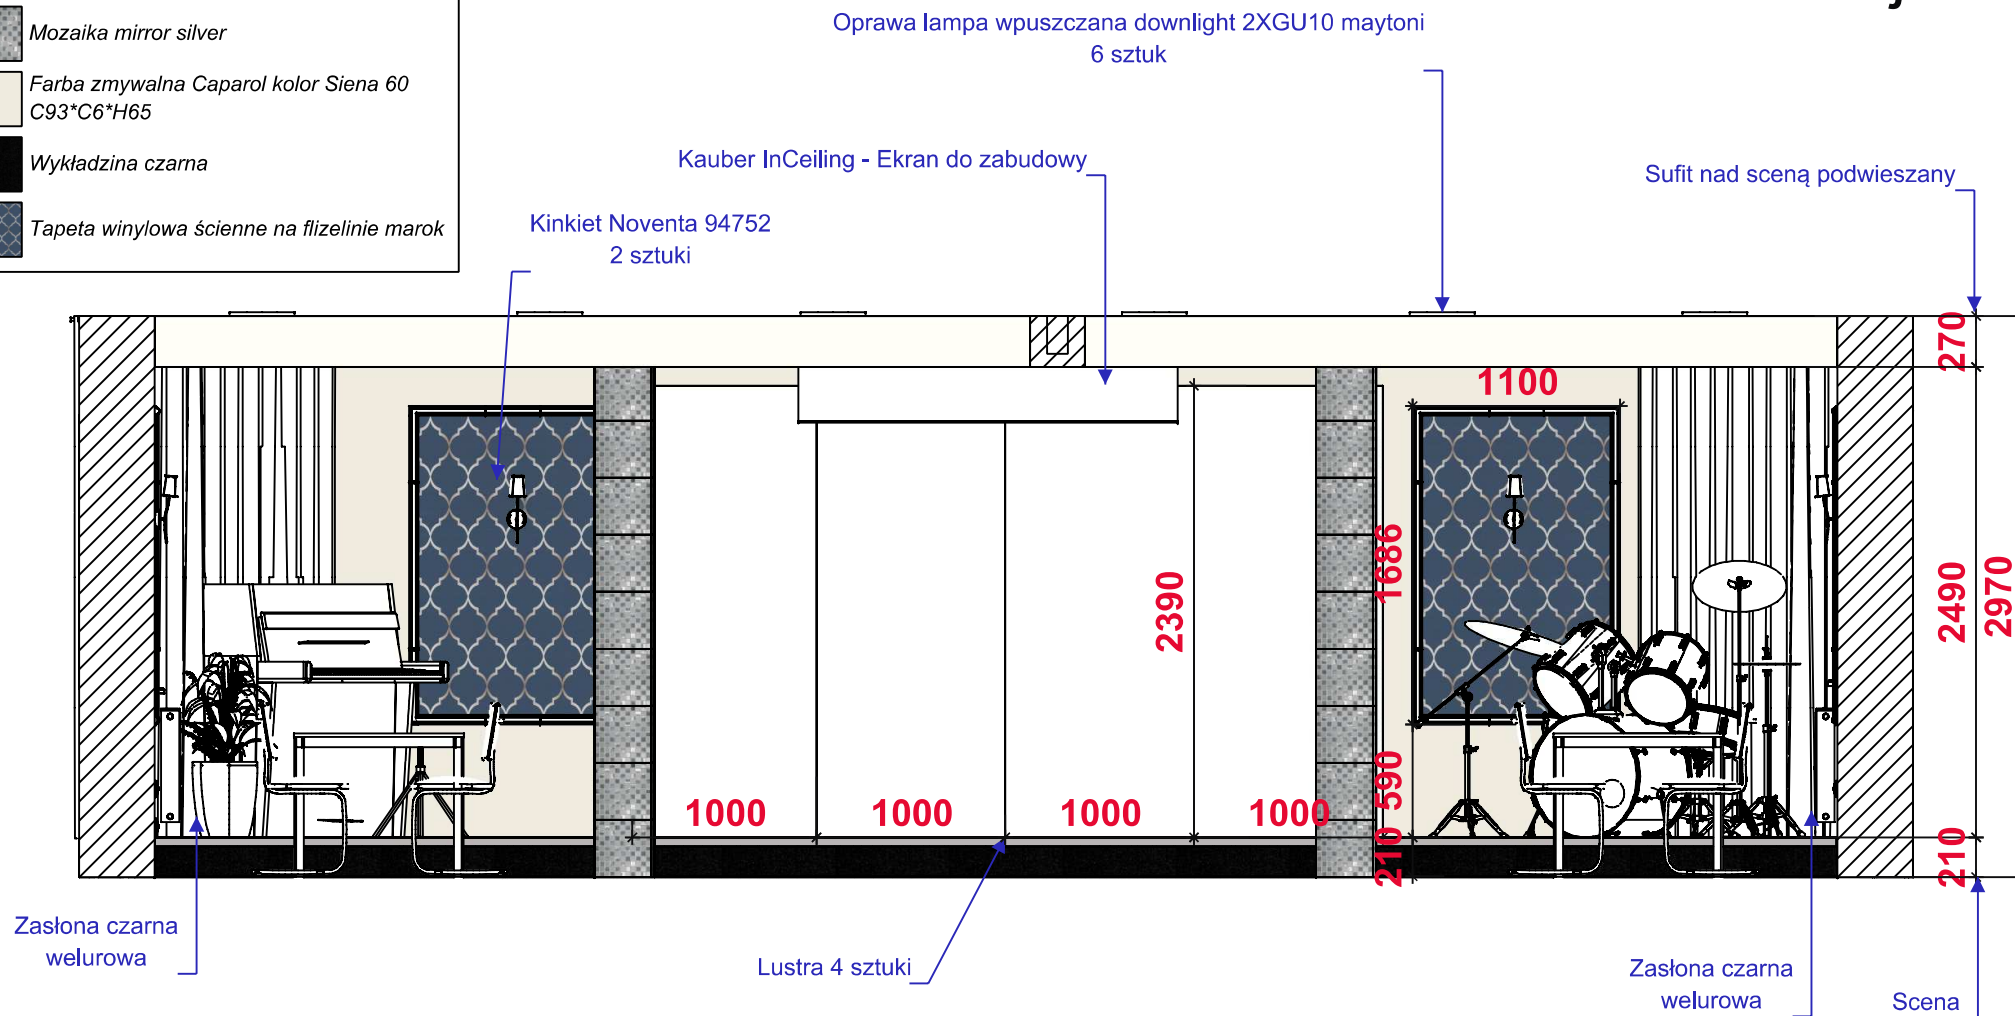 Mozaika mirror silver
Farba zmywalna Caparol kolor Siena 60
C93*C6*H65
Wykładzina czarna
Tapeta winylowa ścienne na flizelinie marok
Oprawa lampa wpuszczana downlight 2XGU10 maytoni
6 sztuk
Kauber InCeiling - Ekran do zabudowy
Sufit nad sceną podwieszany
Kinkiet Noventa 94752
2 sztuki
270
1100
1686
2390
2490
2970
1000
1000
1000
1000
590
210
210
Zasłona czarna
welurowa
Lustra 4 sztuki
Zasłona czarna
welurowa
Scena